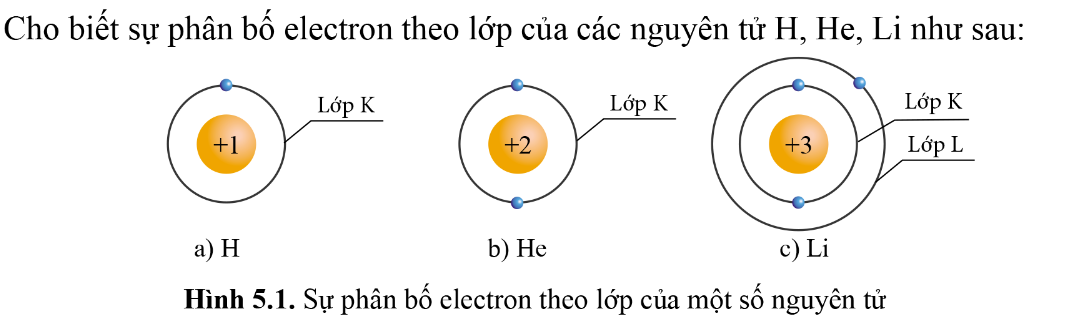 Cho biết sự phân bố electron theo lớp của các nguyên tử H, He, Li như sau:
Lớp K
+1
a) H
Lớp K
+2
b) He
Lớp K
Lớp L
+3
c) Li
Hình 5.1. Sự phân bố electron theo lớp của một số nguyên tử